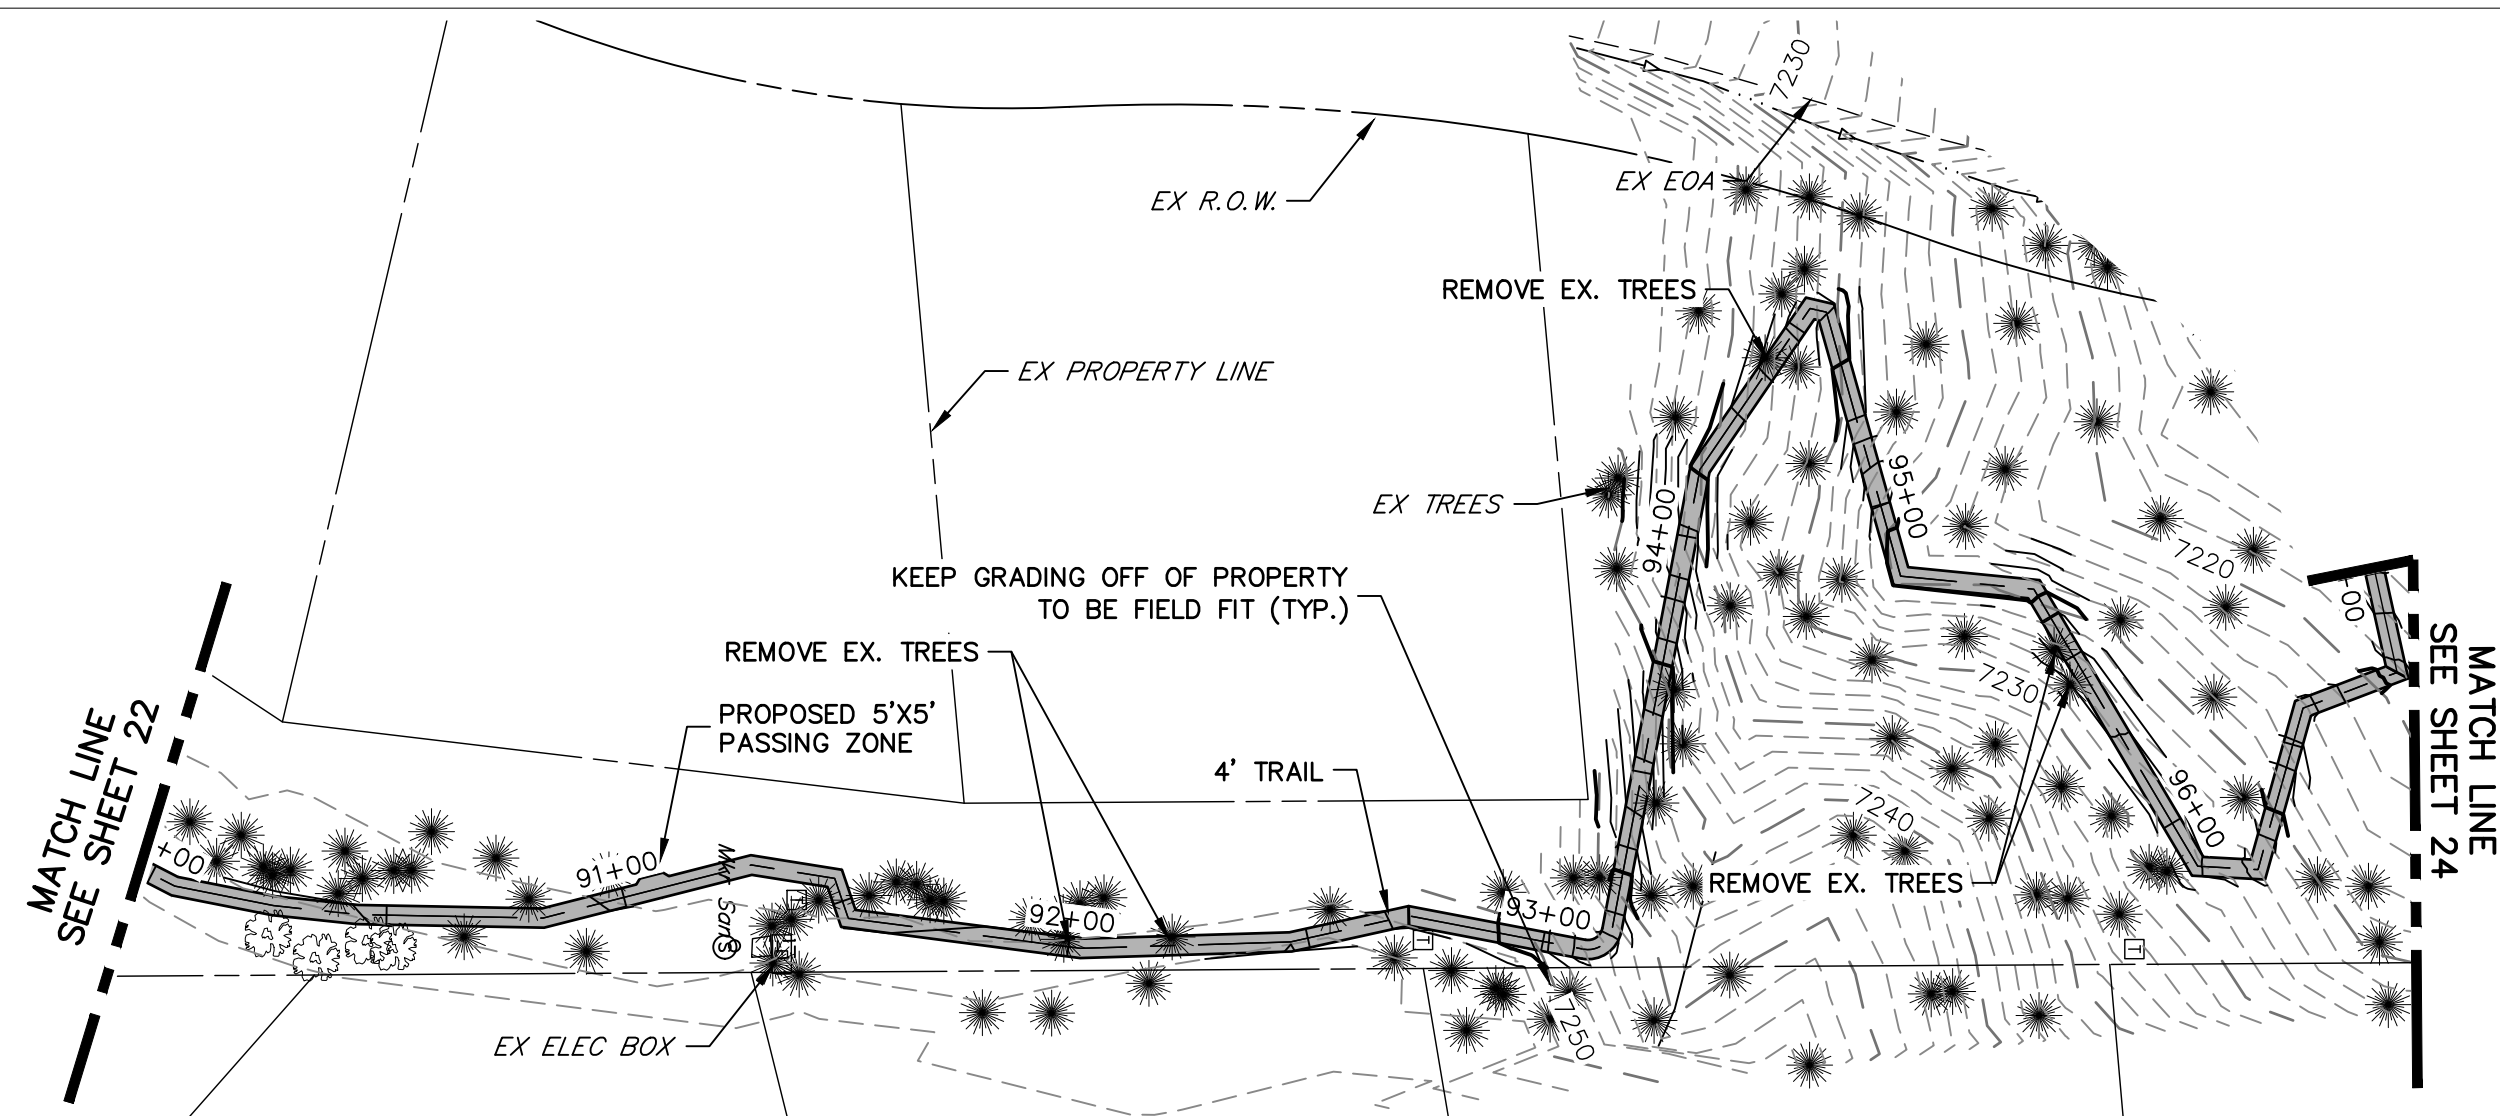 7230
EX R.O.W.
EX EOA
REMOVE EX. TREES
EX PROPERTY LINE
EX TREES
94+00
95+00
7220
KEEP GRADING OFF OF PROPERTY
TO BE FIELD FIT (TYP.)
REMOVE EX. TREES
PROPOSED 5'X5'
PASSING ZONE
4' TRAIL
7230
-00
MATCH LINE
SEE SHEET 24
MATCH LINE
SEE SHEET 22
+00
91+00
92+00
93+00
7240
96+00
REMOVE EX. TREES
T
T
T
S
EX ELEC BOX
7250